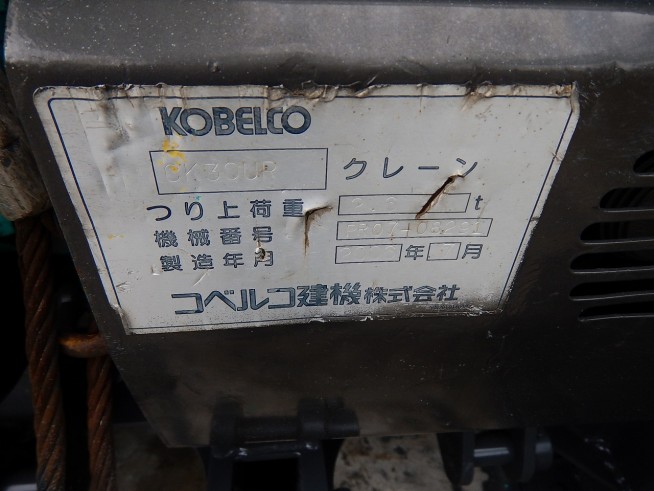 KOBELCO
CK30UR クレーン
つり上荷重 t
機械番号
製造年月 年 月
コベルコ建機株式会社